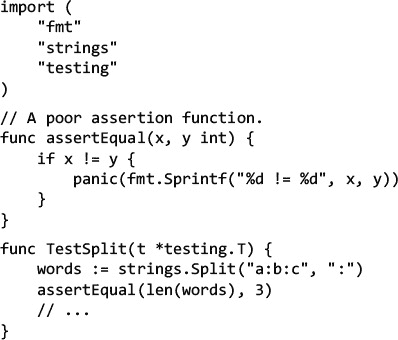 import (
    "fmt"
    "strings"
    "testing"
)
// A poor assertion function.
func assertEqual(x, y int) {
    if x != y {
        panic(fmt.Sprintf("%d != %d", x, y))
    }
}
func TestSplit(t *testing.T) {
    words := strings.Split("a:b:c", ":")
    assertEqual(len(words), 3)
    // ...
}